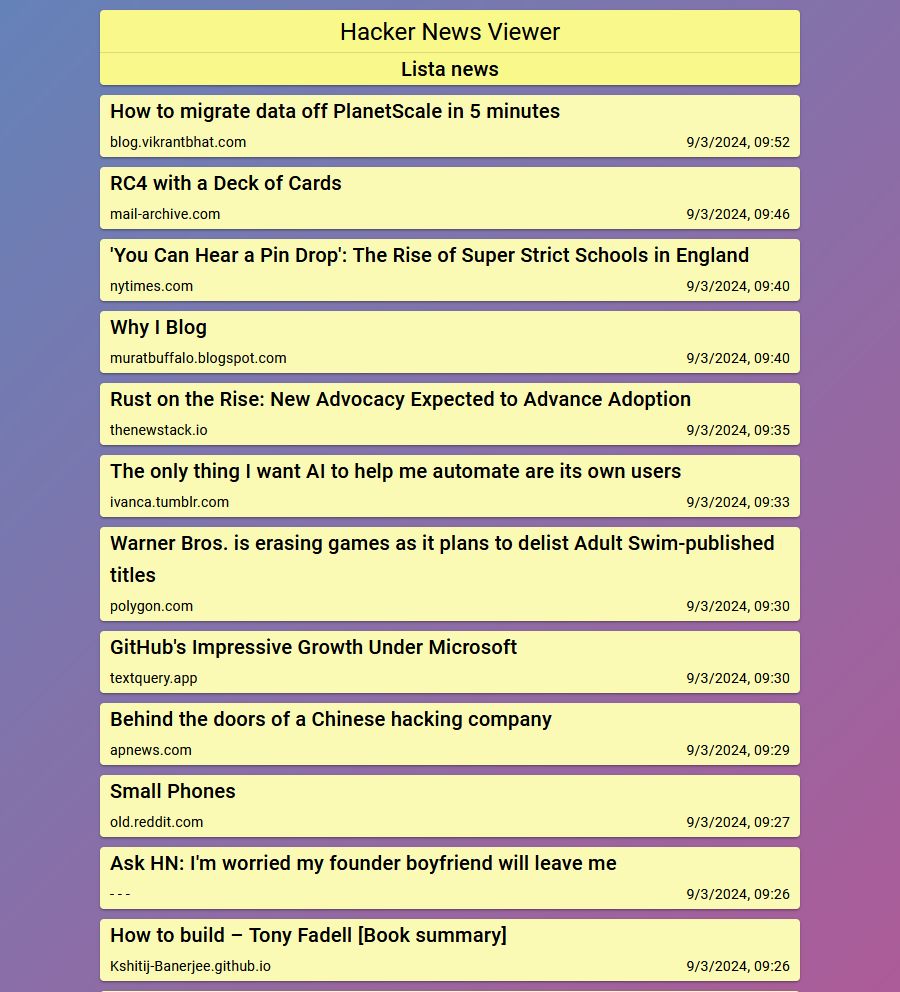 Hacker News Viewer
Lista news
How to migrate data off PlanetScale in 5 minutes
blog.vikrantbhat.com 9/3/2024, 09:52
RC4 with a Deck of Cards
mail-archive.com 9/3/2024, 09:46
'You Can Hear a Pin Drop': The Rise of Super Strict Schools in England
nytimes.com 9/3/2024, 09:40
Why I Blog
muratbuffalo.blogspot.com 9/3/2024, 09:40
Rust on the Rise: New Advocacy Expected to Advance Adoption
thenewstack.io 9/3/2024, 09:35
The only thing I want AI to help me automate are its own users
ivanca.tumblr.com 9/3/2024, 09:33
Warner Bros. is erasing games as it plans to delist Adult Swim-published
titles
polygon.com 9/3/2024, 09:30
GitHub's Impressive Growth Under Microsoft
textquery.app 9/3/2024, 09:30
Behind the doors of a Chinese hacking company
apnews.com 9/3/2024, 09:29
Small Phones
old.reddit.com 9/3/2024, 09:27
Ask HN: I'm worried my founder boyfriend will leave me
- - - 9/3/2024, 09:26
How to build – Tony Fadell [Book summary]
Kshitij-Banerjee.github.io 9/3/2024, 09:26